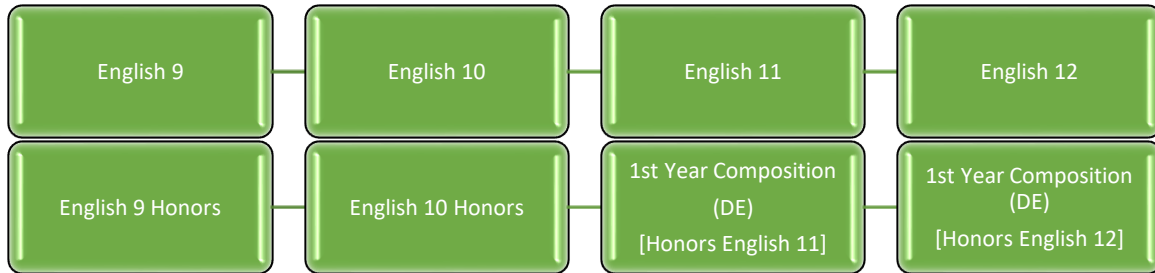 English 9
English 10
English 11
English 12
English 9 Honors
English 10 Honors
1st Year Composition
(DE)
[Honors English 11]
1st Year Composition
(DE)
[Honors English 12]